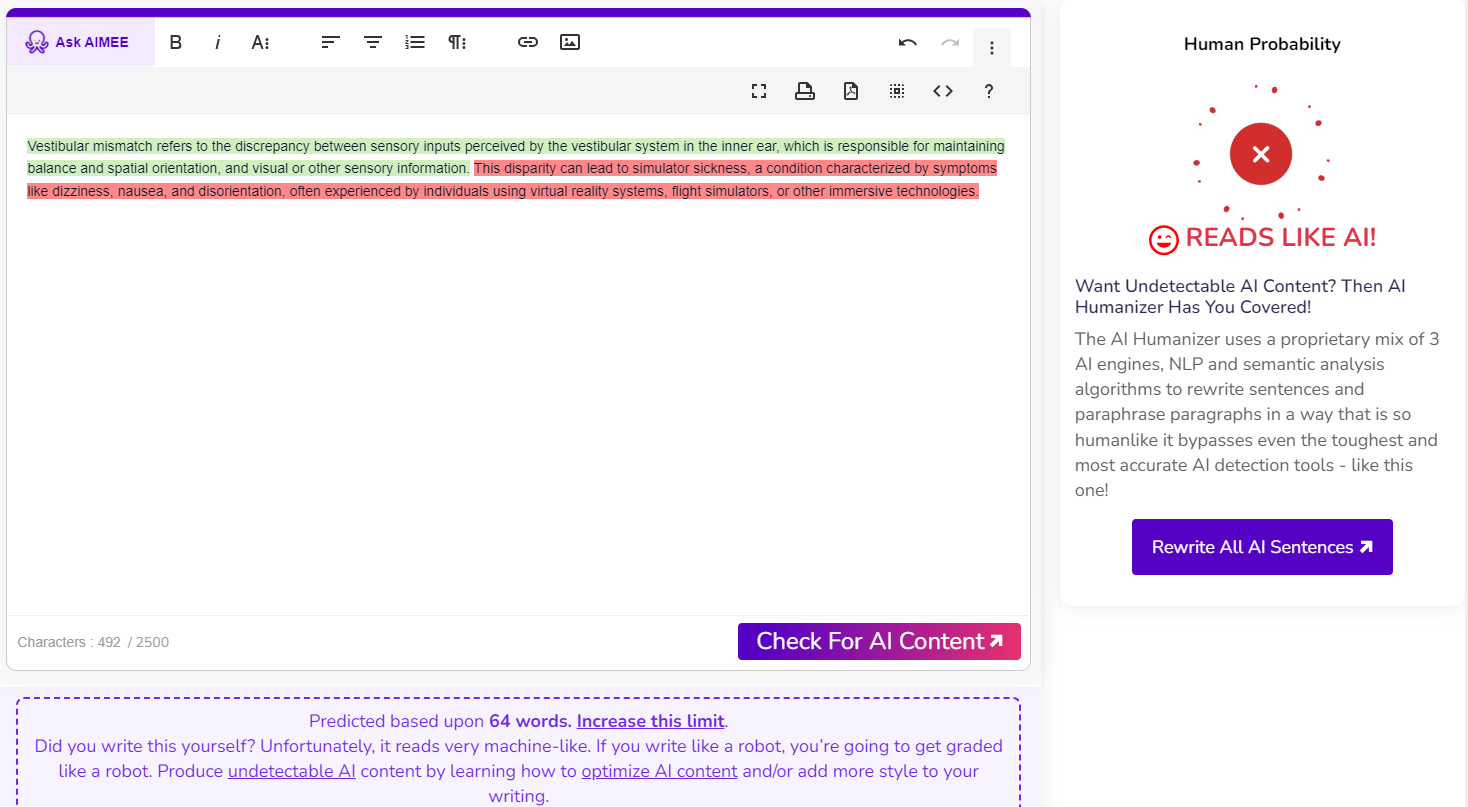 Ask AIMEE
B
i
A
?
Vestibular mismatch refers to the discrepancy between sensory inputs perceived by the vestibular system in the inner ear, which is responsible for maintaining
balance and spatial orientation, and visual or other sensory information. This disparity can lead to simulator sickness, a condition characterized by symptoms
like dizziness, nausea, and disorientation, often experienced by individuals using virtual reality systems, flight simulators, or other immersive technologies.
Characters : 492 / 2500
Check For AI Content
Predicted based upon 64 words. Increase this limit.
Did you write this yourself? Unfortunately, it reads very machine-like. If you write like a robot, you're going to get graded
like a robot. Produce undetectable AI content by learning how to optimize AI content and/or add more style to your
writing.
Human Probability
READS LIKE AI!
Want Undetectable AI Content? Then AI
Humanizer Has You Covered!
The AI Humanizer uses a proprietary mix of 3
AI engines, NLP and semantic analysis
algorithms to rewrite sentences and
paraphrase paragraphs in a way that is so
humanlike it bypasses even the toughest and
most accurate AI detection tools - like this
one!
Rewrite All AI Sentences